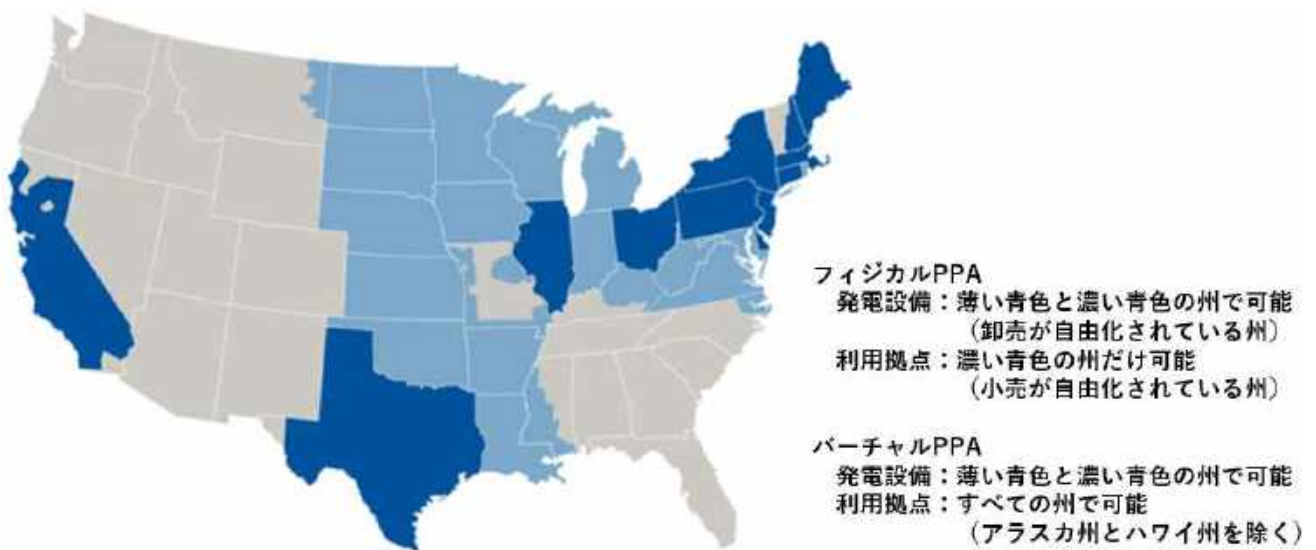 フィジカルPPA
発電設備：薄い青色と濃い青色の州で可能
（卸売が自由化されている州）
利用拠点：濃い青色の州だけ可能
（小売が自由化されている州）
バーチャルPPA
発電設備：薄い青色と濃い青色の州で可能
利用拠点：すべての州で可能
（アラスカ州とハワイ州を除く）